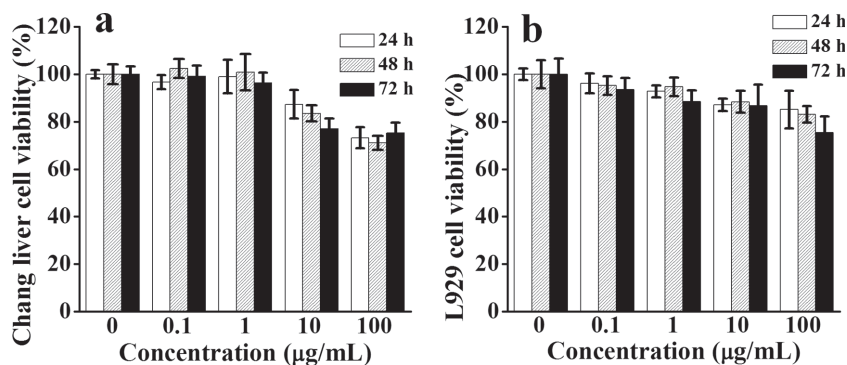 a
Chang liver cell viability (%)
120
100
80
60
40
20
0
24 h
48 h
72 h
0 0.1 1 10 100
Concentration (μg/mL)
b
L929 cell viability (%)
120
100
80
60
40
20
0
24 h
48 h
72 h
0 0.1 1 10 100
Concentration (μg/mL)